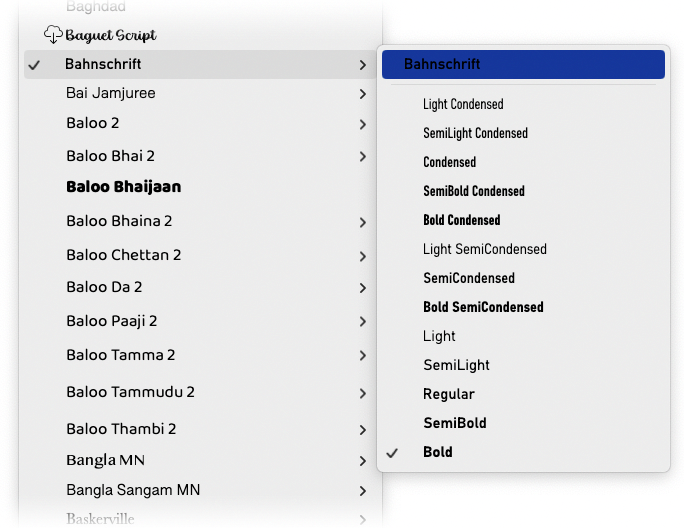 Baghdad
Baguet Script
Bahnschrift
Bai Jamjuree
Baloo 2
Baloo Bhai 2
Baloo Bhaijaan
Baloo Bhaina 2
Baloo Chettan 2
Baloo Da 2
Baloo Paaji 2
Baloo Tamma 2
Baloo Tammudu 2
Baloo Thambi 2
Bangla MN
Bangla Sangam MN
Baskerville
Bahnschrift
Light Condensed
SemiLight Condensed
Condensed
SemiBold Condensed
Bold Condensed
Light SemiCondensed
SemiCondensed
Bold SemiCondensed
Light
SemiLight
Regular
SemiBold
Bold